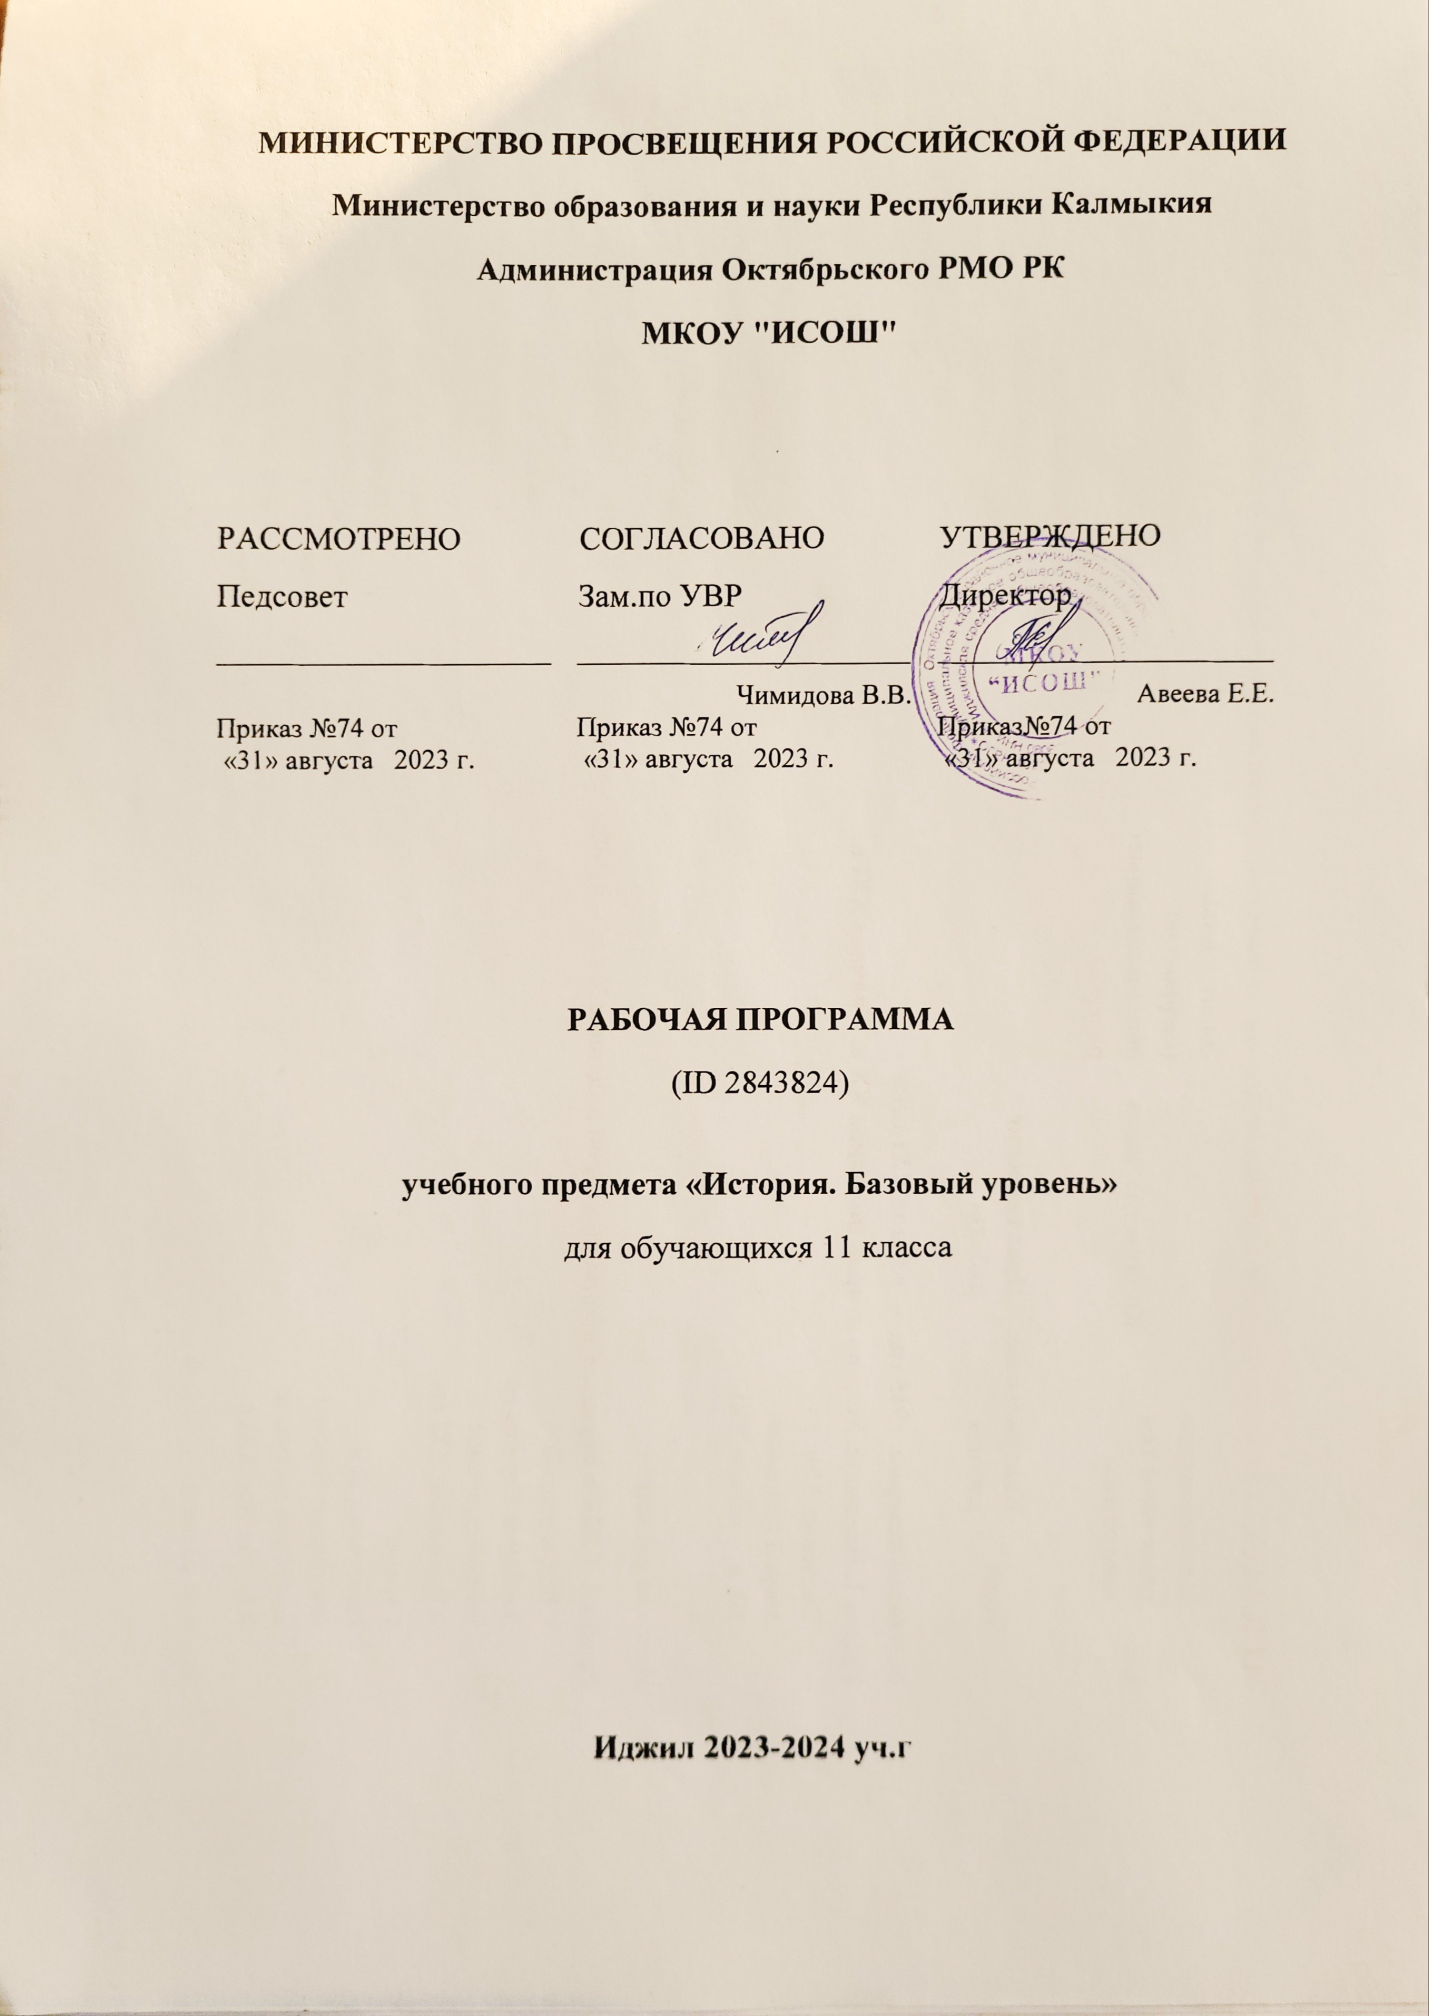 МИНИСТЕРСТВО ПРОСВЕЩЕНИЯ РОССИЙСКОЙ ФЕДЕРАЦИИ
Министерство образования и науки Республики Калмыкия
Администрация Октябрьского РМО РК
МКОУ "ИСОШ"
РАССМОТРЕНО
Педсовет
Приказ №74 от
«31» августа 2023 г.
СОГЛАСОВАНО
Зам.по УВР
Чимидова В.В.
Приказ №74 от
«31» августа 2023 г.
УТВЕРЖДЕНО
Директор
МКОУ
“ИСОШ”
Авеева Е.Е.
Приказ№74 от
«31» августа 2023 г.
РАБОЧАЯ ПРОГРАММА
(ID 2843824)
учебного предмета «История. Базовый уровень»
для обучающихся 11 класса
Иджил 2023-2024 уч.г